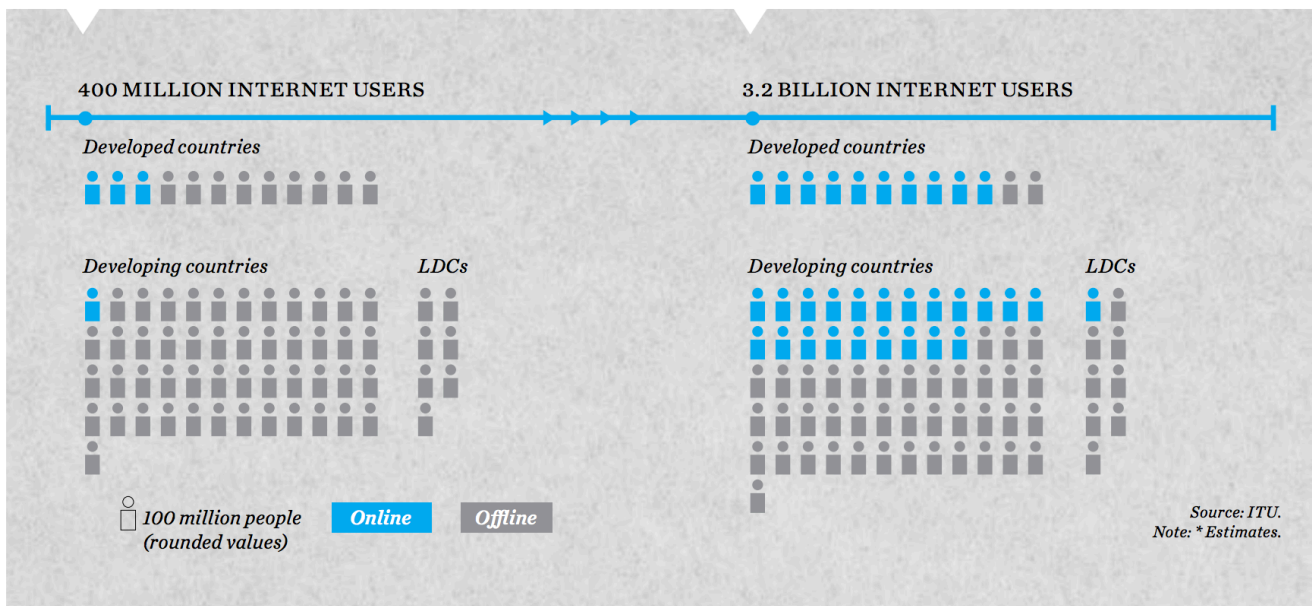 400 MILLION INTERNET USERS
3.2 BILLION INTERNET USERS
Developed countries
Developed countries
Developing countries
LDCs
Developing countries
LDCs
100 million people
(rounded values)
Online
Offline
Source: ITU.
Note: * Estimates.